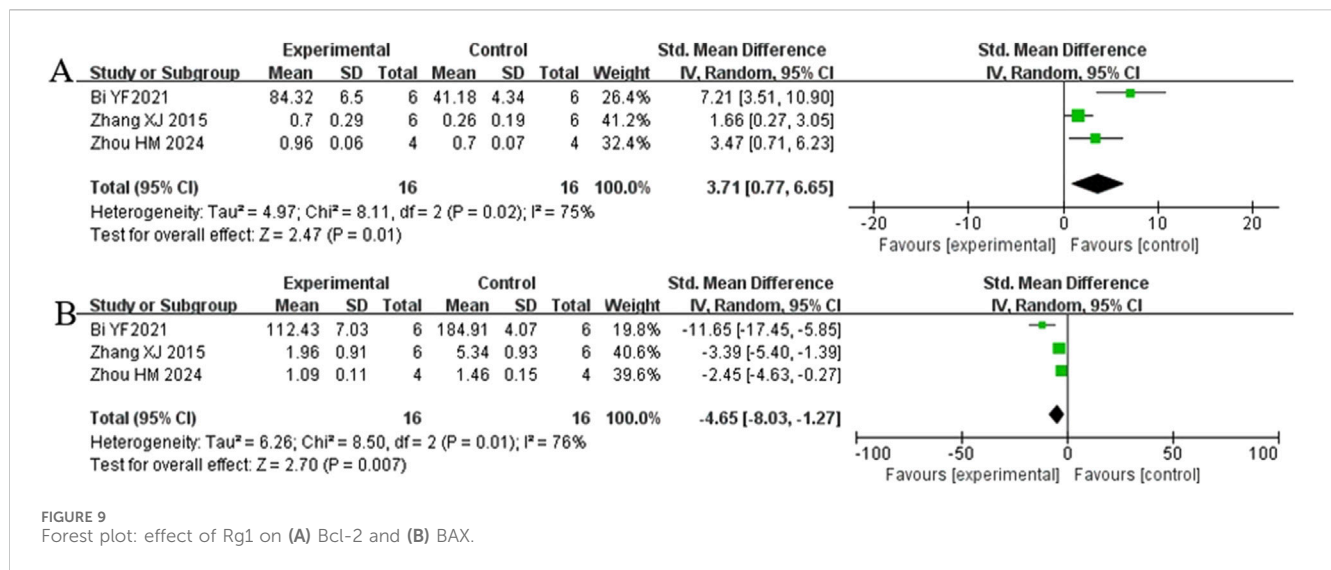 A
Experimental Control Std. Mean Difference Std. Mean Difference
Study or Subgroup Mean SD Total Mean SD Total Weight IV, Random, 95% CI IV, Random, 95% CI
Bi YF2021 84.32 6.5 6 41.18 4.34 6 26.4% 7.21 [3.51, 10.90]
Zhang XJ 2015 0.7 0.29 6 0.26 0.19 6 41.2% 1.66 [0.27, 3.05]
Zhou HM 2024 0.96 0.06 4 0.7 0.07 4 32.4% 3.47 [0.71, 6.23]
Total (95% CI) 16 16 100.0% 3.71 [0.77, 6.65]
Heterogeneity: Tau² = 4.97; Chi² = 8.11, df = 2 (P = 0.02); I² = 75%
Test for overall effect: Z = 2.47 (P = 0.01)
-20 -10 0 10 20
Favours [experimental] Favours [control]
B
Experimental Control Std. Mean Difference Std. Mean Difference
Study or Subgroup Mean SD Total Mean SD Total Weight IV, Random, 95% CI IV, Random, 95% CI
Bi YF2021 112.43 7.03 6 184.91 4.07 6 19.8% -11.65 [-17.45, -5.85]
Zhang XJ 2015 1.96 0.91 6 5.34 0.93 6 40.6% -3.39 [-5.40, -1.39]
Zhou HM 2024 1.09 0.11 4 1.46 0.15 4 39.6% -2.45 [-4.63, -0.27]
Total (95% CI) 16 16 100.0% -4.65 [-8.03, -1.27]
Heterogeneity: Tau² = 6.26; Chi² = 8.50, df = 2 (P = 0.01); I² = 76%
Test for overall effect: Z = 2.70 (P = 0.007)
-100 -50 0 50 100
Favours [experimental] Favours [control]
FIGURE 9
Forest plot: effect of Rg1 on (A) Bcl-2 and (B) BAX.